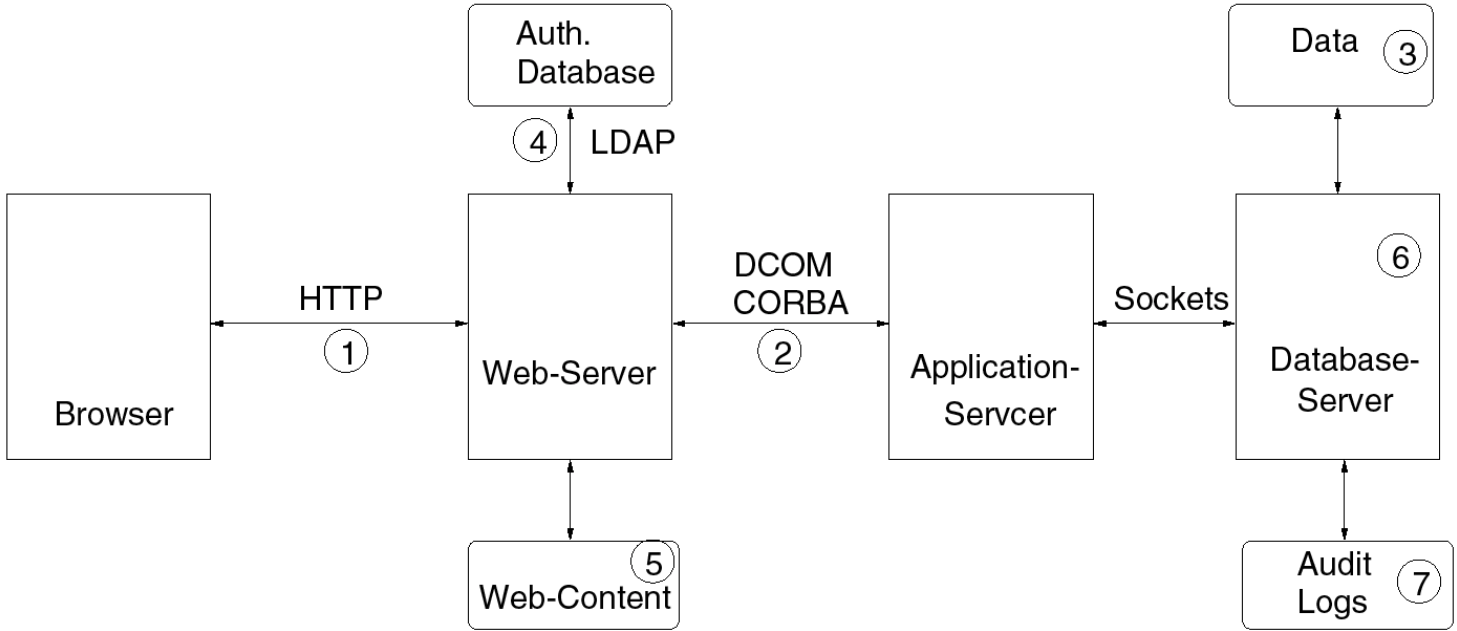 Auth.
Database
Data
3
4
LDAP
6
HTTP
1
DCOM
CORBA
2
Sockets
Browser
Web-Server
Application-
Servcer
Database-
Server
5
Web-Content
Audit
Logs
7